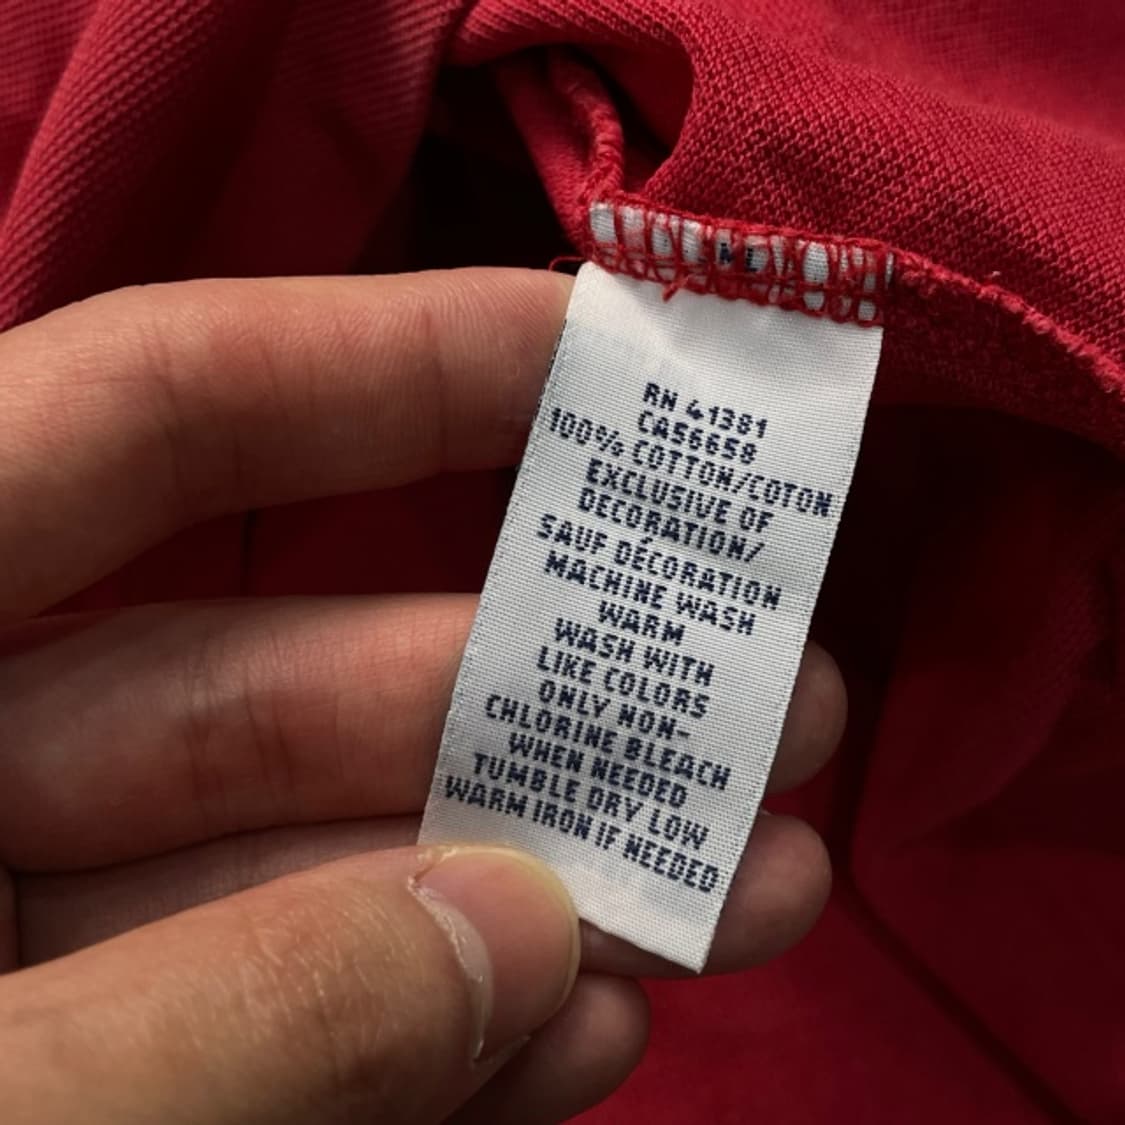 RN 41381
CA56658
100% COTTON/COTON
EXCLUSIVE OF
DECORATION/
SAUF DÉCORATION
MACHINE WASH
WARM
WASH WITH
LIKE COLORS
ONLY NON-
CHLORINE BLEACH
WHEN NEEDED
TUMBLE DRY LOW
WARM IRON IF NEEDED